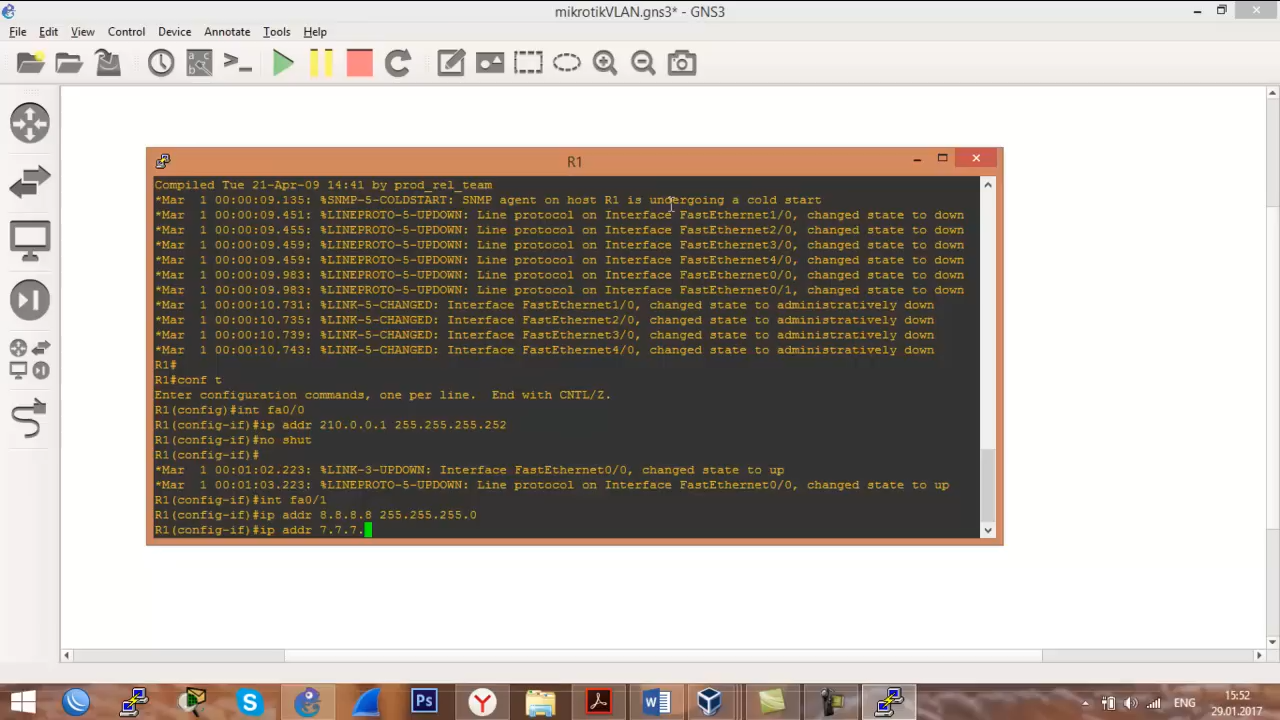 mikrotikVLAN.gns3* - GNS3
File Edit View Control Device Annotate Tools Help
R1
Compiled Tue 21-Apr-09 14:41 by prod_rel_team
*Mar  1 00:00:09.135: %SNMP-5-COLDSTART: SNMP agent on host R1 is undergoing a cold start
*Mar  1 00:00:09.451: %LINEPROTO-5-UPDOWN: Line protocol on Interface FastEthernet1/0, changed state to down
*Mar  1 00:00:09.455: %LINEPROTO-5-UPDOWN: Line protocol on Interface FastEthernet2/0, changed state to down
*Mar  1 00:00:09.459: %LINEPROTO-5-UPDOWN: Line protocol on Interface FastEthernet3/0, changed state to down
*Mar  1 00:00:09.459: %LINEPROTO-5-UPDOWN: Line protocol on Interface FastEthernet4/0, changed state to down
*Mar  1 00:00:09.983: %LINEPROTO-5-UPDOWN: Line protocol on Interface FastEthernet0/0, changed state to down
*Mar  1 00:00:09.983: %LINEPROTO-5-UPDOWN: Line protocol on Interface FastEthernet0/1, changed state to down
*Mar  1 00:00:10.731: %LINK-5-CHANGED: Interface FastEthernet1/0, changed state to administratively down
*Mar  1 00:00:10.735: %LINK-5-CHANGED: Interface FastEthernet2/0, changed state to administratively down
*Mar  1 00:00:10.739: %LINK-5-CHANGED: Interface FastEthernet3/0, changed state to administratively down
*Mar  1 00:00:10.743: %LINK-5-CHANGED: Interface FastEthernet4/0, changed state to administratively down
R1#
R1#conf t
Enter configuration commands, one per line.  End with CNTL/Z.
R1(config)#int fa0/0
R1(config-if)#ip addr 210.0.0.1 255.255.255.252
R1(config-if)#no shut
R1(config-if)#
*Mar  1 00:01:02.223: %LINK-3-UPDOWN: Interface FastEthernet0/0, changed state to up
*Mar  1 00:01:03.223: %LINEPROTO-5-UPDOWN: Line protocol on Interface FastEthernet0/0, changed state to up
R1(config-if)#int fa0/1
R1(config-if)#ip addr 8.8.8.8 255.255.255.0
R1(config-if)#ip addr 7.7.7.
Ps
ENG
15:52
29.01.2017